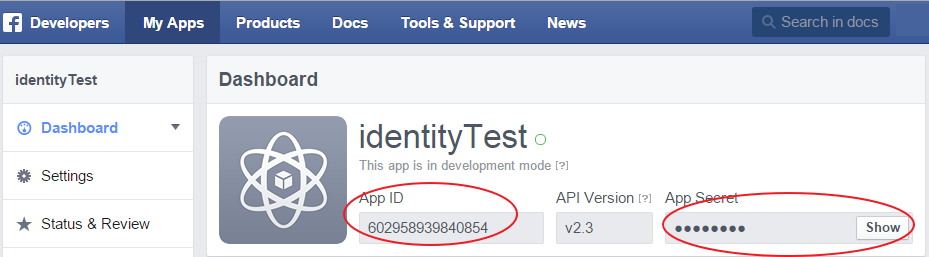 f Developers My Apps Products Docs Tools & Support News Search in docs
identityTest
Dashboard
Settings
Status & Review
Dashboard
identityTest
This app is in development mode [?]
App ID API Version [?] App Secret
602958939840854 v2.3 ●●●●●●●● Show